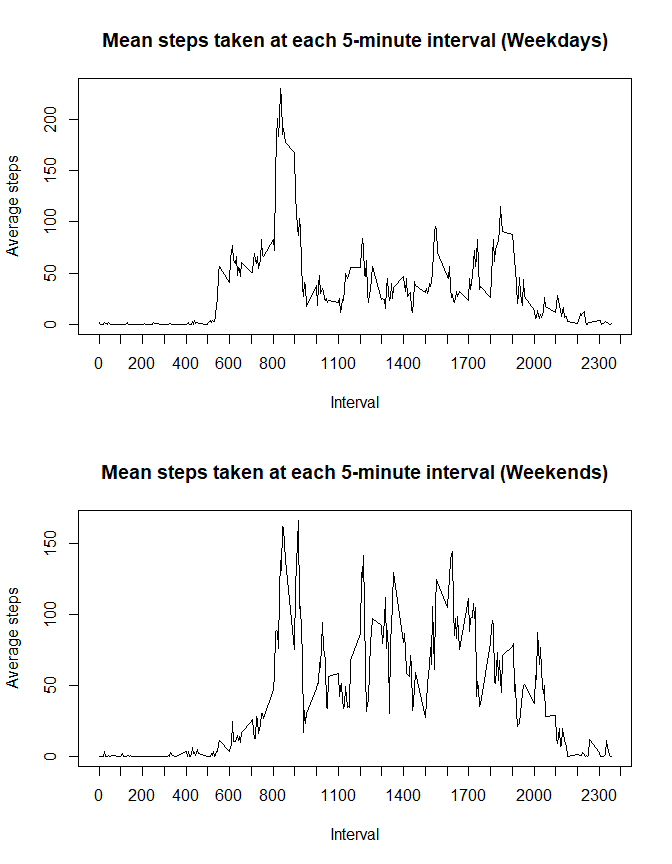 Mean steps taken at each 5-minute interval (Weekdays)
Average steps
200
150
100
50
0
0 200 400 600 800 1100 1400 1700 2000 2300
Interval
Mean steps taken at each 5-minute interval (Weekends)
Average steps
150
100
50
0
0 200 400 600 800 1100 1400 1700 2000 2300
Interval